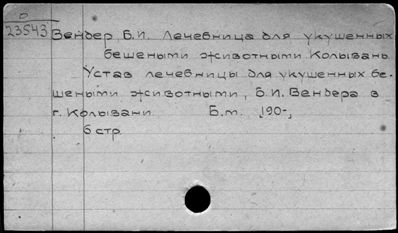 О
23543
Вендер, Б.И. Лечебница для укушенных
бешеными животными. Колывань.
Устав лечебницы для укушенных бе-
шеными животными, Б.И. Вендера в
г. Колывани. Б.м. [190-]
6 стр.